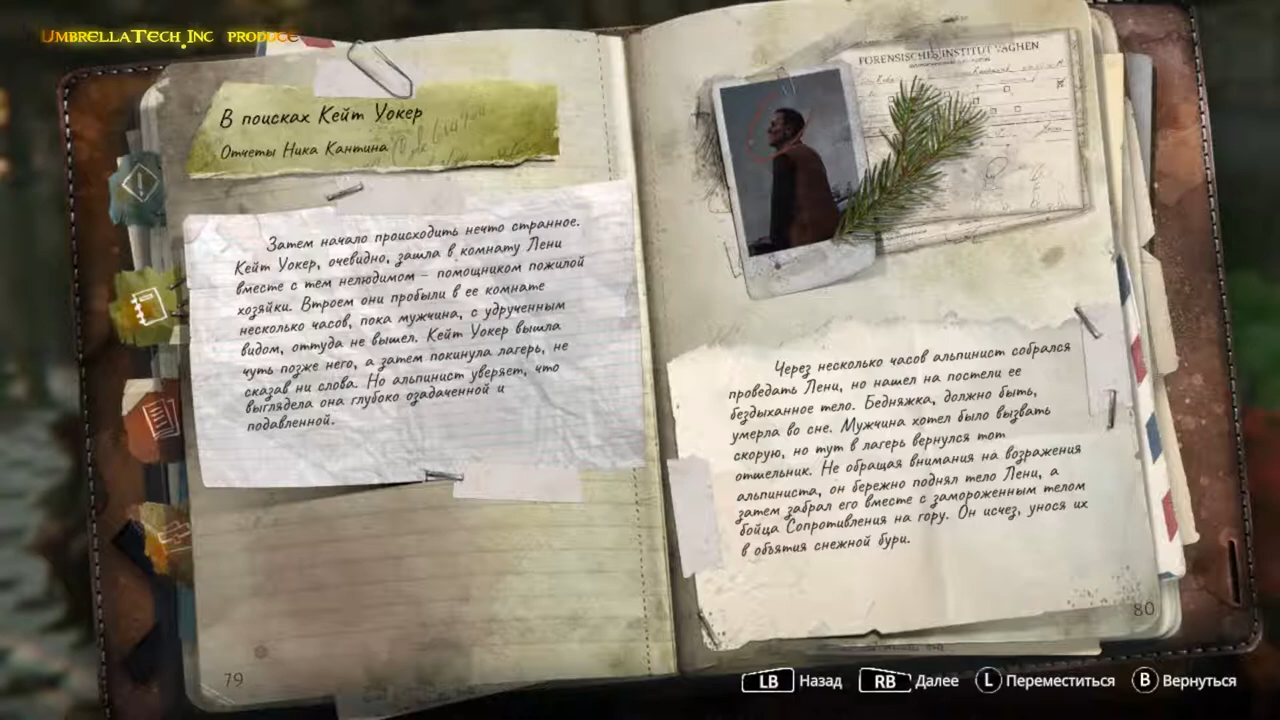 UmbrellaTech.Inc produce
В поисках Кейт Уокер
Отчеты Ника Кантина
Затем начало происходить нечто странное.
Кейт Уокер, очевидно, зашла в комнату Лени
вместе с тем нелюдимом – помощником пожилой
хозяйки. Втроем они пробыли в ее комнате
несколько часов, пока мужчина, с удрученным
видом, оттуда не вышел. Кейт Уокер вышла
чуть позже него, а затем покинула лагерь, не
сказав ни слова. Но альпинист уверяет, что
выглядела она глубоко озадаченной и
подавленной.
79
FORENSISCHES INSTITUT VAGHEN
Через несколько часов альпинист собрался
проведать Лени, но нашел на постели ее
бездыханное тело. Бедняжка, должно быть,
умерла во сне. Мужчина хотел было вызвать
скорую, но тут в лагерь вернулся тот
отшельник. Не обращая внимания на возражения
альпиниста, он бережно поднял тело Лени, а
затем забрал его вместе с замороженным телом
бойца Сопротивления на гору. Он исчез, унося их
в объятия снежной бури.
80
LB Назад RB Далее L Переместиться B Вернуться